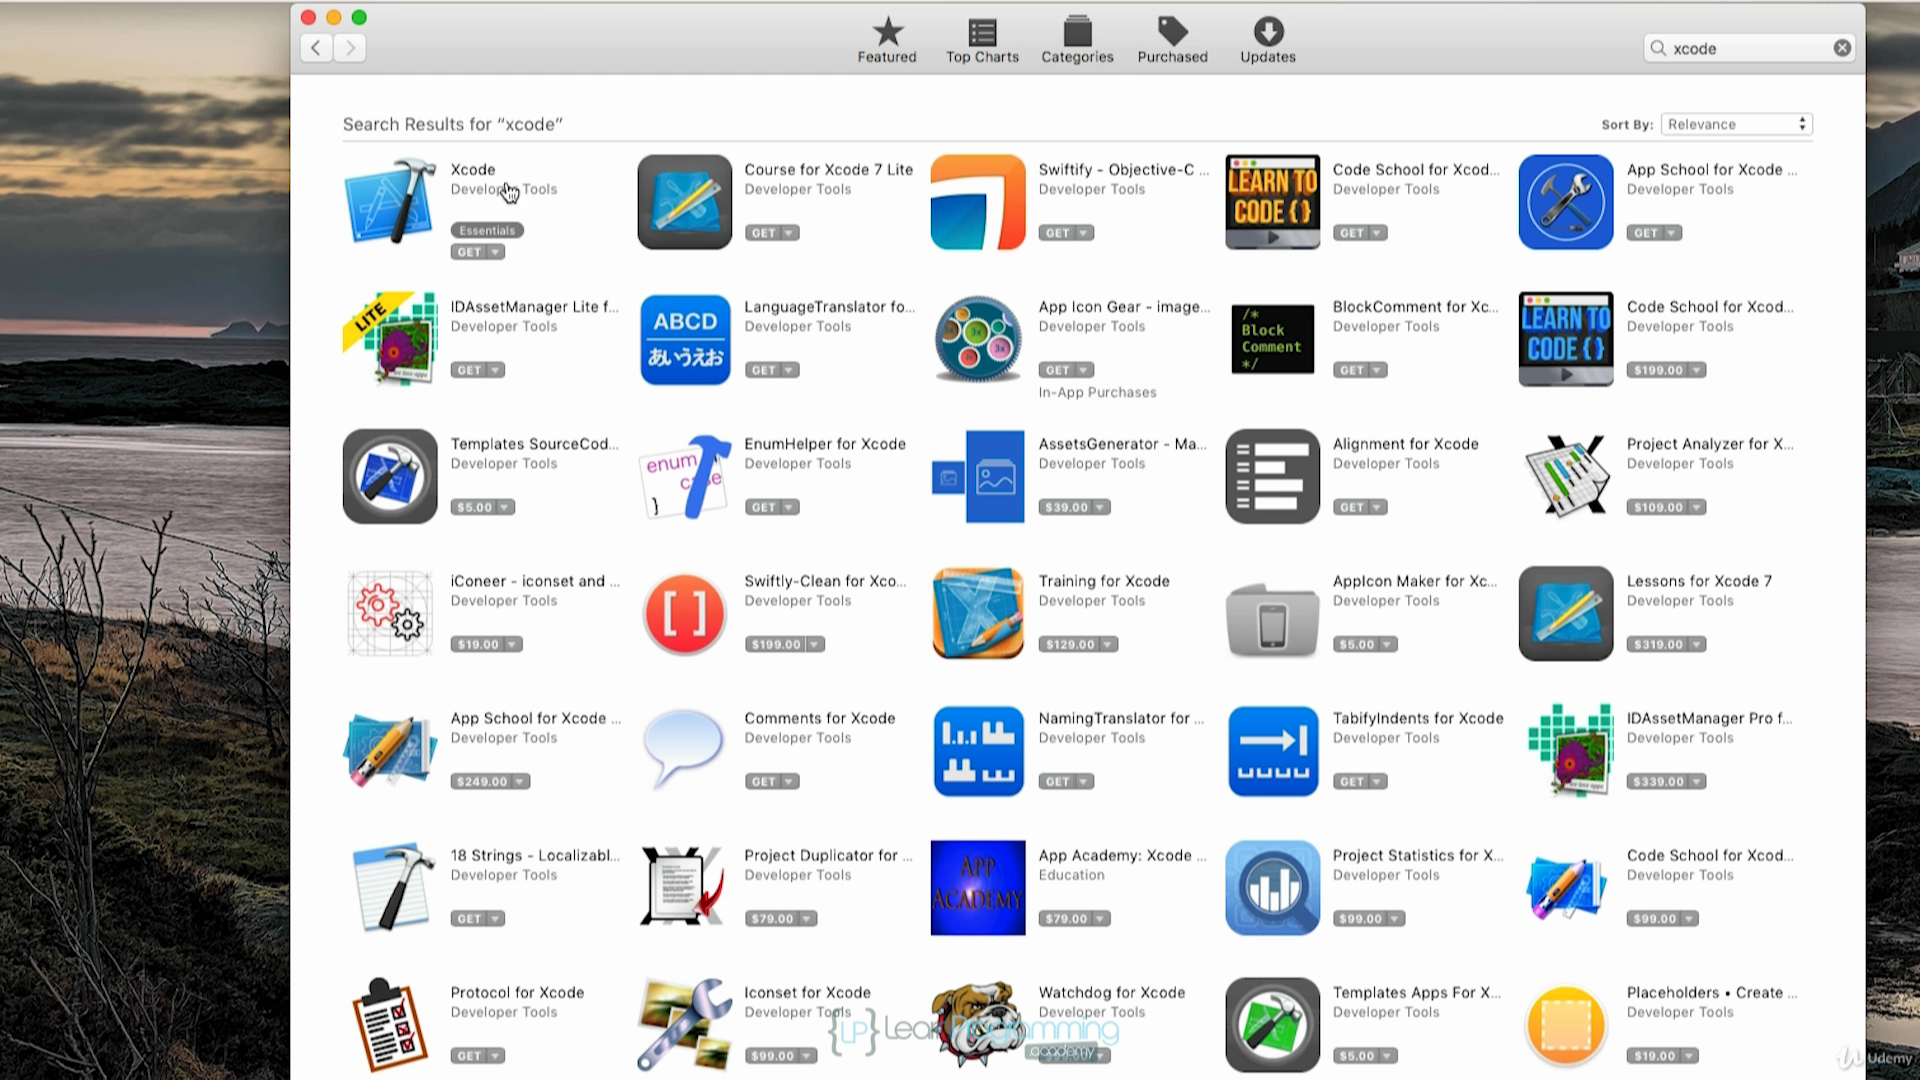 Featured
Top Charts
Categories
Purchased
Updates
xcode
Search Results for “xcode”
Sort By:
Relevance
Xcode
Developer Tools
Essentials
GET
Course for Xcode 7 Lite
Developer Tools
GET
Swiftify - Objective-C ...
Developer Tools
GET
LEARN TO
CODE { }
Code School for Xcod...
Developer Tools
GET
App School for Xcode ...
Developer Tools
GET
LITE
IDAssetManager Lite f...
Developer Tools
GET
ABCD
あいうえお
LanguageTranslator fo...
Developer Tools
GET
App Icon Gear - image...
Developer Tools
GET
In-App Purchases
/*
Block
Comment
*/
BlockComment for Xc...
Developer Tools
GET
LEARN TO
CODE { }
Code School for Xcod...
Developer Tools
$199.00
Templates SourceCod...
Developer Tools
$5.00
enum
case
}
EnumHelper for Xcode
Developer Tools
GET
AssetsGenerator - Ma...
Developer Tools
$39.00
Alignment for Xcode
Developer Tools
GET
Project Analyzer for X...
Developer Tools
$109.00
iConeer - iconset and ...
Developer Tools
$19.00
[ ]
Swiftly-Clean for Xco...
Developer Tools
$199.00
Training for Xcode
Developer Tools
$129.00
AppIcon Maker for Xc...
Developer Tools
$5.00
Lessons for Xcode 7
Developer Tools
$319.00
App School for Xcode ...
Developer Tools
$249.00
Comments for Xcode
Developer Tools
GET
NamingTranslator for ...
Developer Tools
GET
TabifyIndents for Xcode
Developer Tools
GET
IDAssetManager Pro f...
Developer Tools
$339.00
18 Strings - Localizabl...
Developer Tools
GET
Project Duplicator for ...
Developer Tools
$79.00
APP
ACADEMY
App Academy: Xcode ...
Education
$79.00
Project Statistics for X...
Developer Tools
$99.00
Code School for Xcod...
Developer Tools
$99.00
Protocol for Xcode
Developer Tools
GET
Iconset for Xcode
Developer Tools
$99.00
Watchdog for Xcode
Developer Tools
Templates Apps For X...
Developer Tools
$5.00
Placeholders • Create ...
Developer Tools
$19.00
{LP} Learn Programming
academy
Udemy